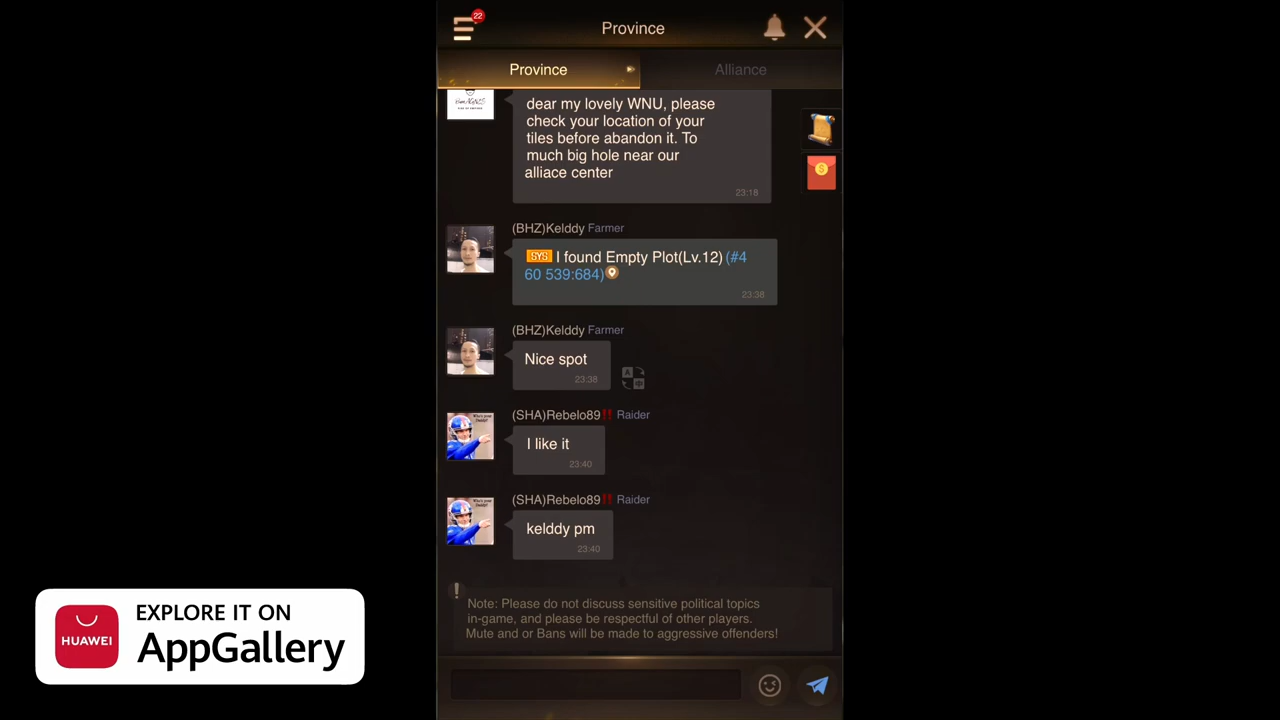 22
Province
Province
Alliance
dear my lovely WNU, please
check your location of your
tiles before abandon it. To
much big hole near our
alliace center
23:18
(BHZ)Kelddy Farmer
SYS I found Empty Plot(Lv.12) (#4
60 539:684)
23:38
(BHZ)Kelddy Farmer
Nice spot
23:38
(SHA)Rebelo89‼ Raider
I like it
23:40
(SHA)Rebelo89‼ Raider
kelddy pm
23:40
Note: Please do not discuss sensitive political topics
in-game, and please be respectful of other players.
Mute and or Bans will be made to aggressive offenders!
HUAWEI
EXPLORE IT ON
AppGallery